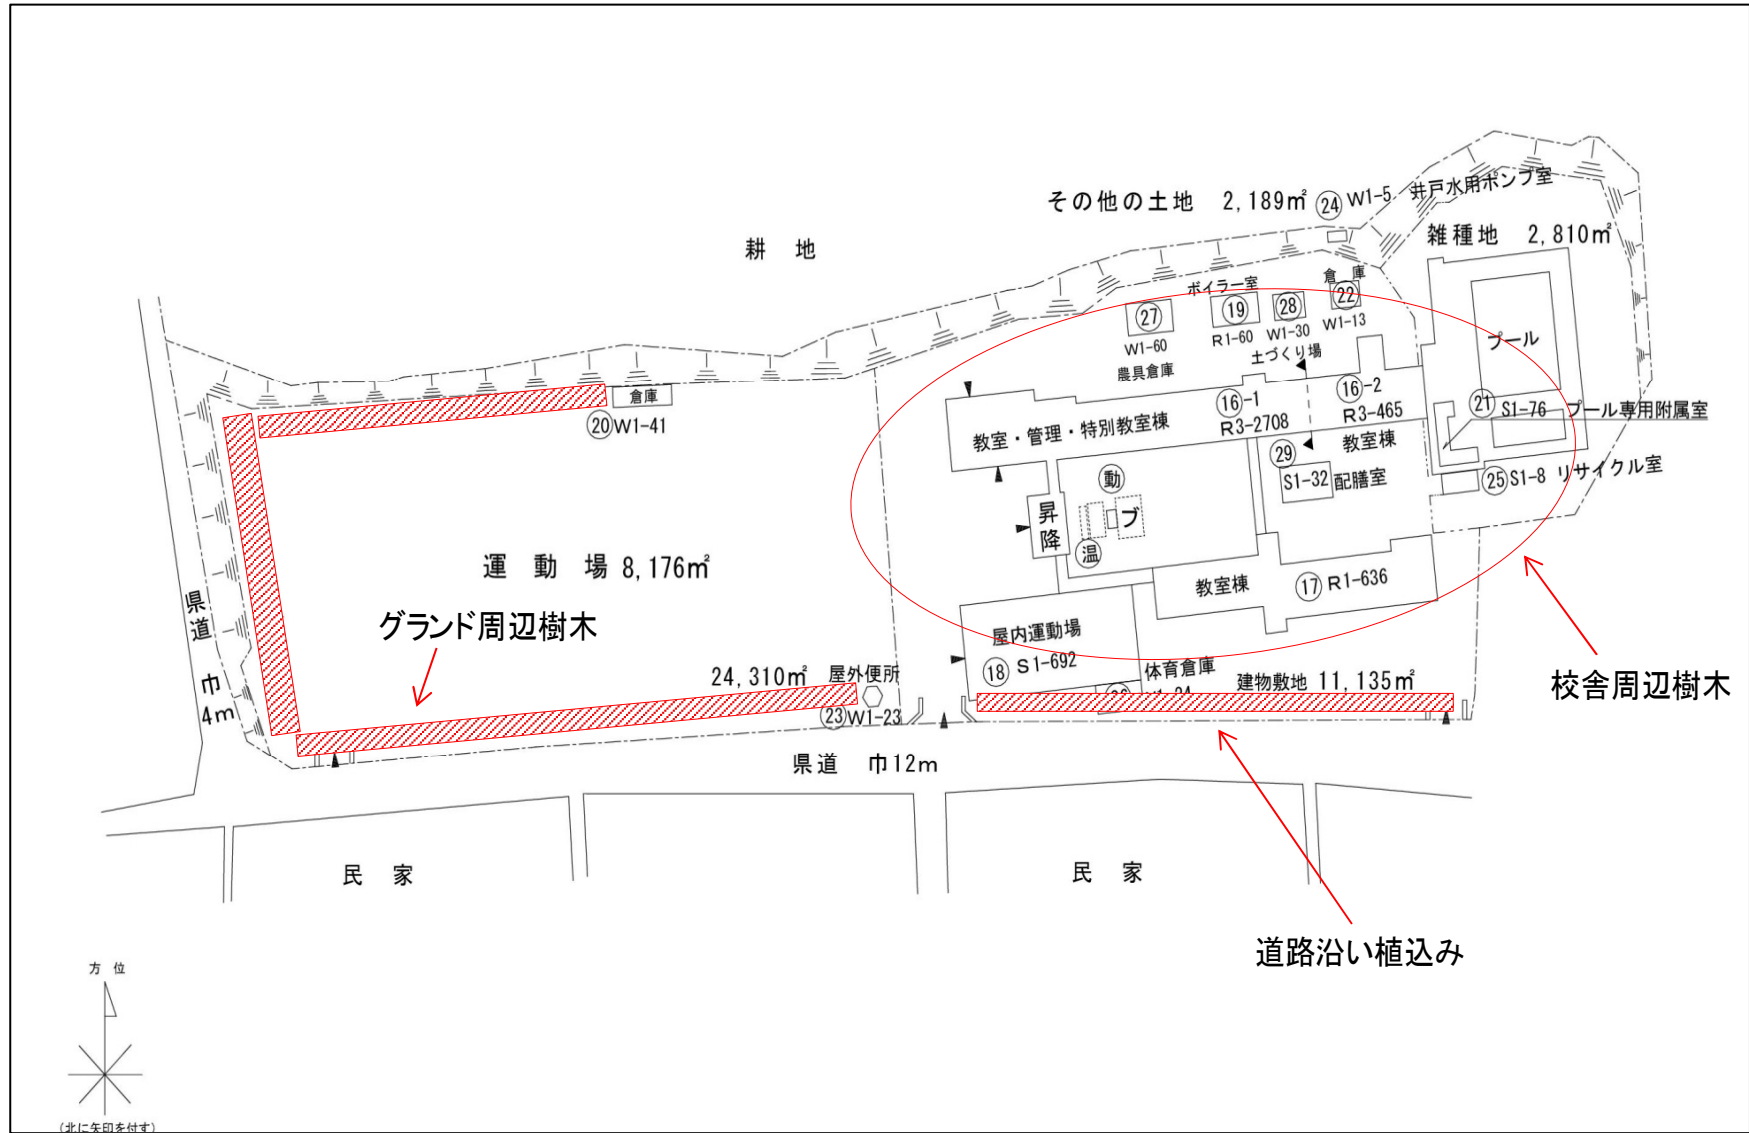 その他の土地 2,189㎡ ㉔ W1-5 井戸水用ポンプ室
雑種地 2,810㎡
耕 地
倉 庫
㉒
W1-13
ボイラー室
⑲
R1-60
㉘
W1-30
土づくり場
㉗
W1-60
農具倉庫
プール
㉑ S1-76 プール専用附属室
㉕ S1-8 リサイクル室
倉庫
⑳W1-41
教室・管理・特別教室棟
⑯-1
R3-2708
⑯-2
R3-465
教室棟
㉙
S1-32 配膳室
動
ブ
温
昇降
教室棟 ⑰ R1-636
運 動 場 8,176㎡
グランド周辺樹木
県道 巾 4m
屋内運動場
⑱ S1-692
体育倉庫
24,310㎡
屋外便所
㉓W1-23
建物敷地 11,135㎡
校舎周辺樹木
県道 巾12m
民 家
民 家
道路沿い植込み
方 位
(北に矢印を付す)